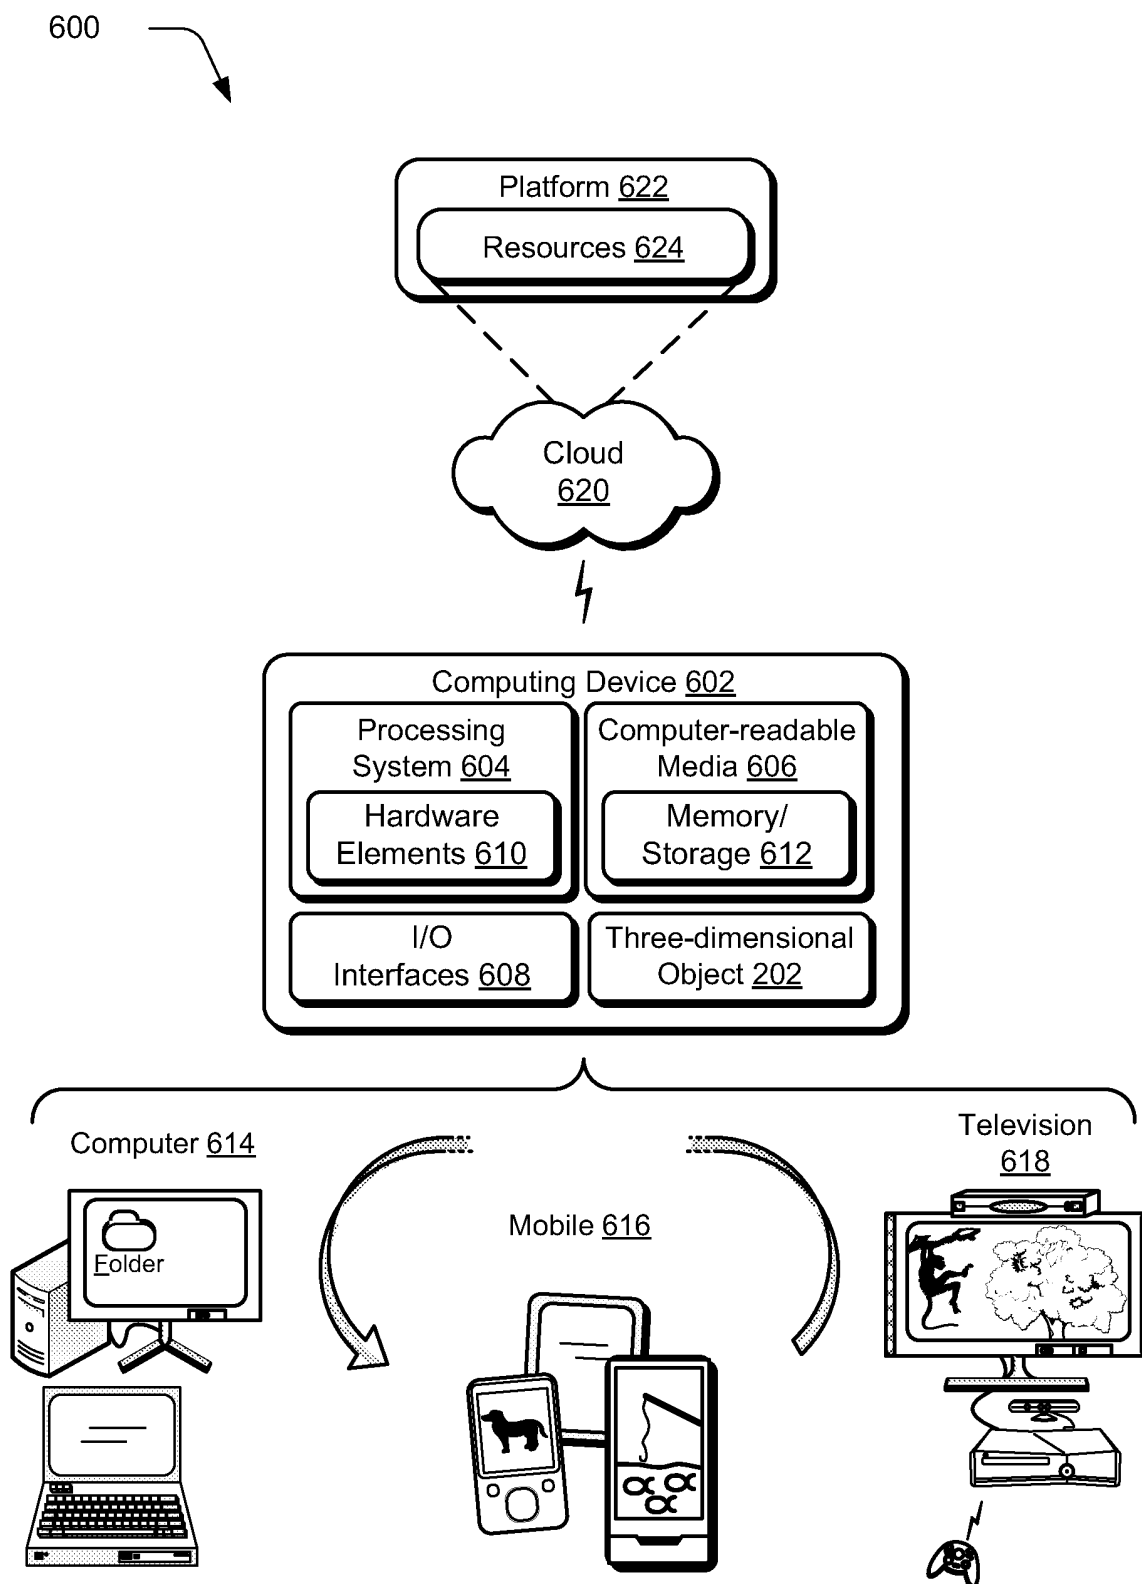 600
Platform 622
Resources 624
Cloud
620
Computing Device 602
Processing
System 604
Hardware
Elements 610
Computer-readable
Media 606
Memory/
Storage 612
I/O
Interfaces 608
Three-dimensional
Object 202
Computer 614
Folder
Mobile 616
Television
618